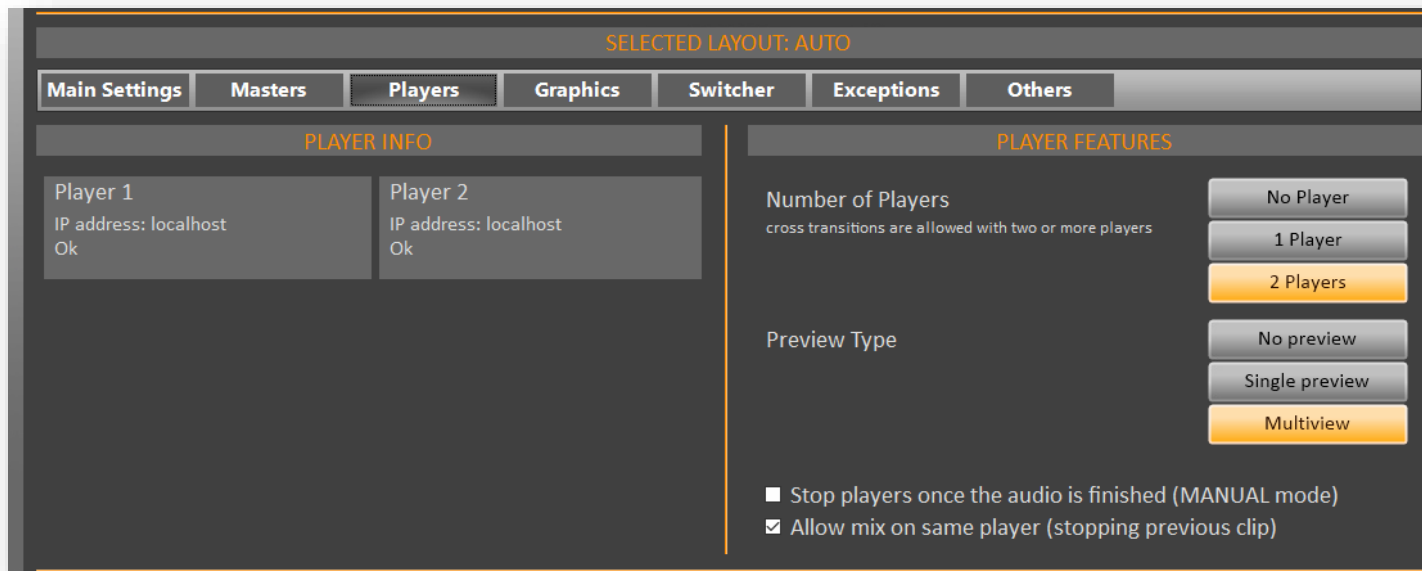 SELECTED LAYOUT: AUTO
Main Settings Masters Players Graphics Switcher Exceptions Others
PLAYER INFO
Player 1
IP address: localhost
Ok
Player 2
IP address: localhost
Ok
PLAYER FEATURES
Number of Players
cross transitions are allowed with two or more players
No Player
1 Player
2 Players
Preview Type
No preview
Single preview
Multiview
Stop players once the audio is finished (MANUAL mode)
Allow mix on same player (stopping previous clip)